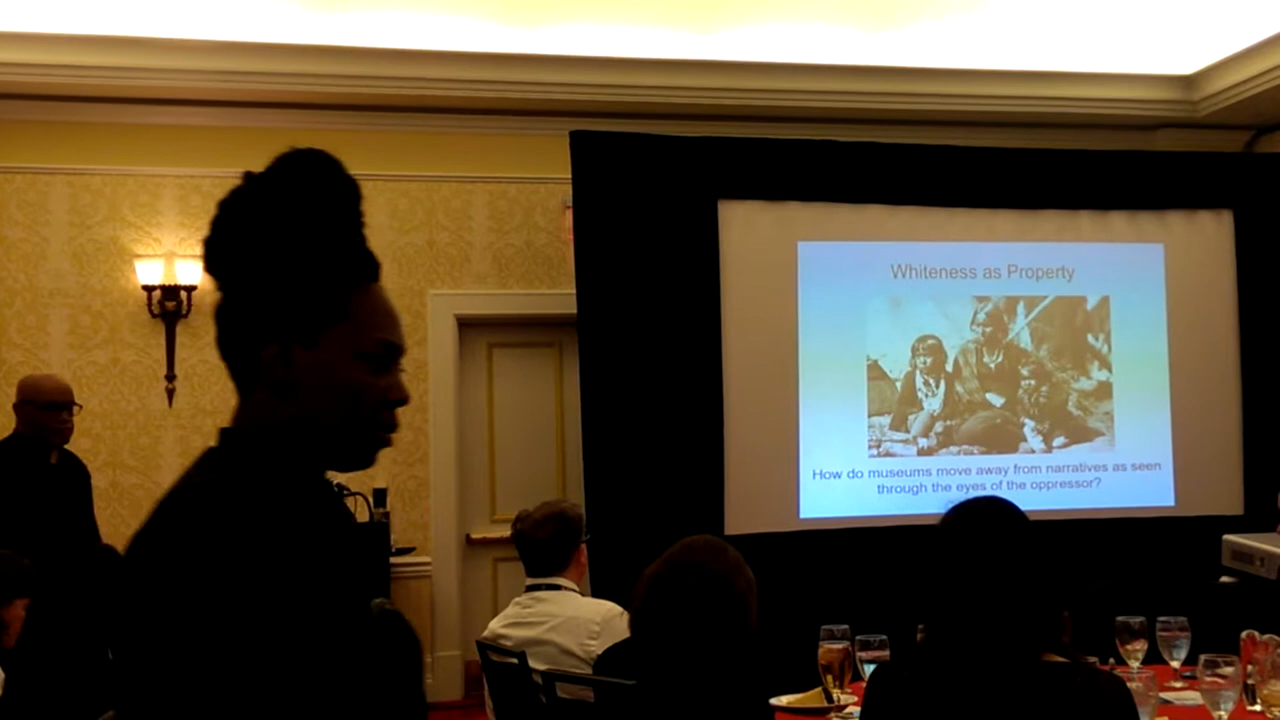 Whiteness as Property
How do museums move away from narratives as seen
through the eyes of the oppressor?